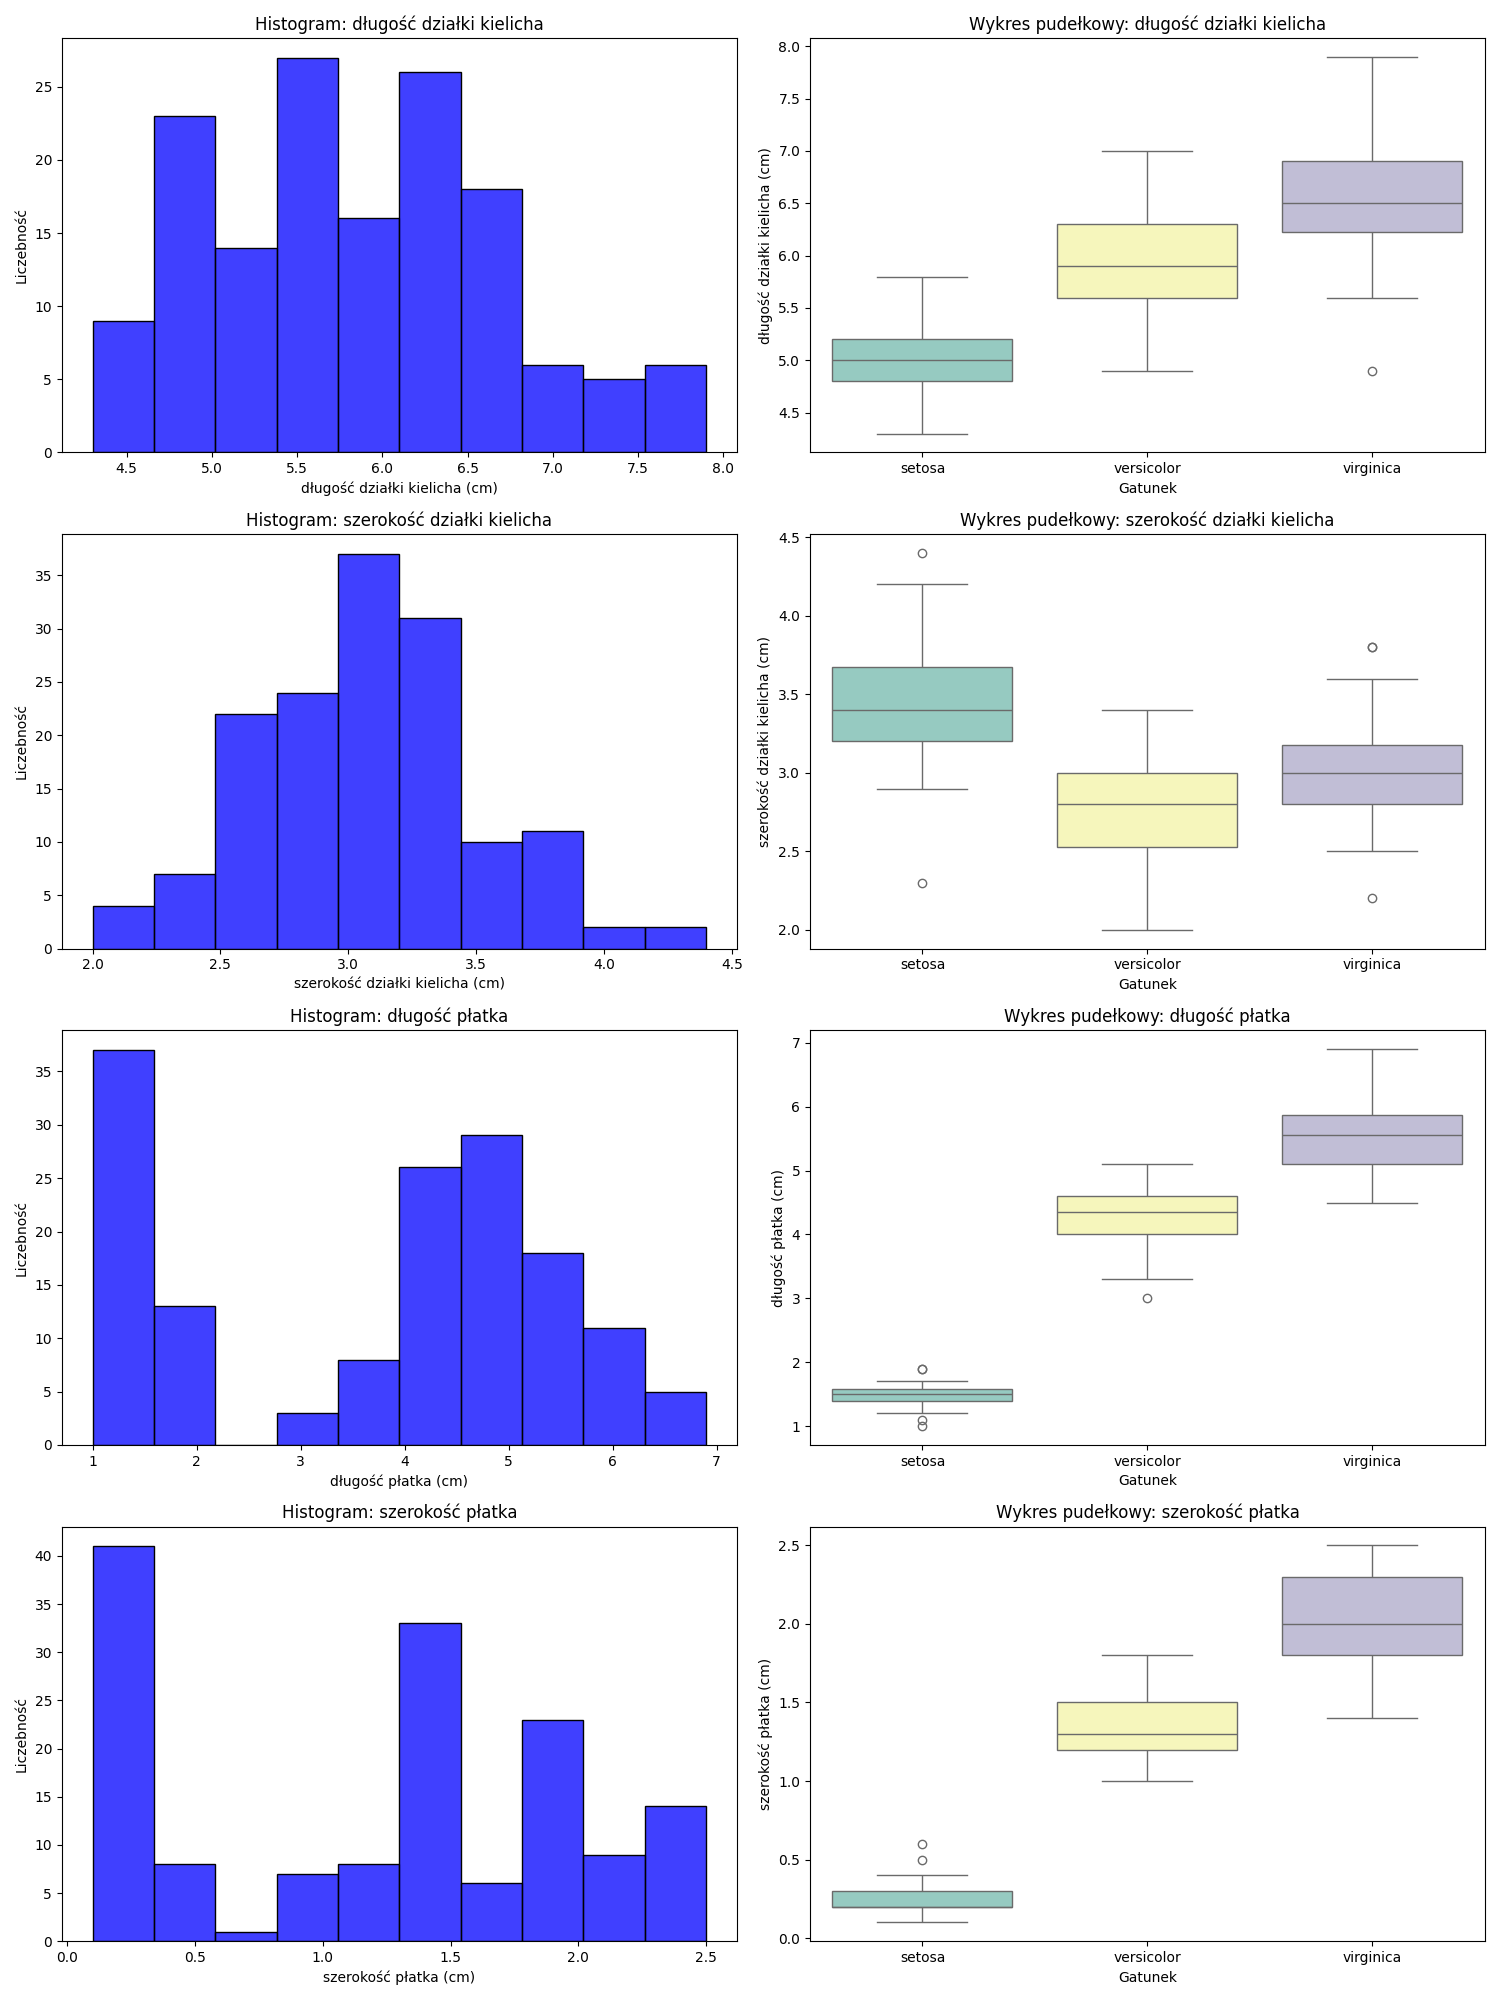 Histogram: długość działki kielicha
Liczebność
25
20
15
10
5
0
4.5 5.0 5.5 6.0 6.5 7.0 7.5 8.0
długość działki kielicha (cm)
Wykres pudełkowy: długość działki kielicha
długość działki kielicha (cm)
8.0
7.5
7.0
6.5
6.0
5.5
5.0
4.5
setosa versicolor virginica
Gatunek
Histogram: szerokość działki kielicha
Liczebność
35
30
25
20
15
10
5
0
2.0 2.5 3.0 3.5 4.0 4.5
szerokość działki kielicha (cm)
Wykres pudełkowy: szerokość działki kielicha
szerokość działki kielicha (cm)
4.5
4.0
3.5
3.0
2.5
2.0
setosa versicolor virginica
Gatunek
Histogram: długość płatka
Liczebność
35
30
25
20
15
10
5
0
1 2 3 4 5 6 7
długość płatka (cm)
Wykres pudełkowy: długość płatka
długość płatka (cm)
7
6
5
4
3
2
1
setosa versicolor virginica
Gatunek
Histogram: szerokość płatka
Liczebność
40
35
30
25
20
15
10
5
0
0.0 0.5 1.0 1.5 2.0 2.5
szerokość płatka (cm)
Wykres pudełkowy: szerokość płatka
szerokość płatka (cm)
2.5
2.0
1.5
1.0
0.5
0.0
setosa versicolor virginica
Gatunek